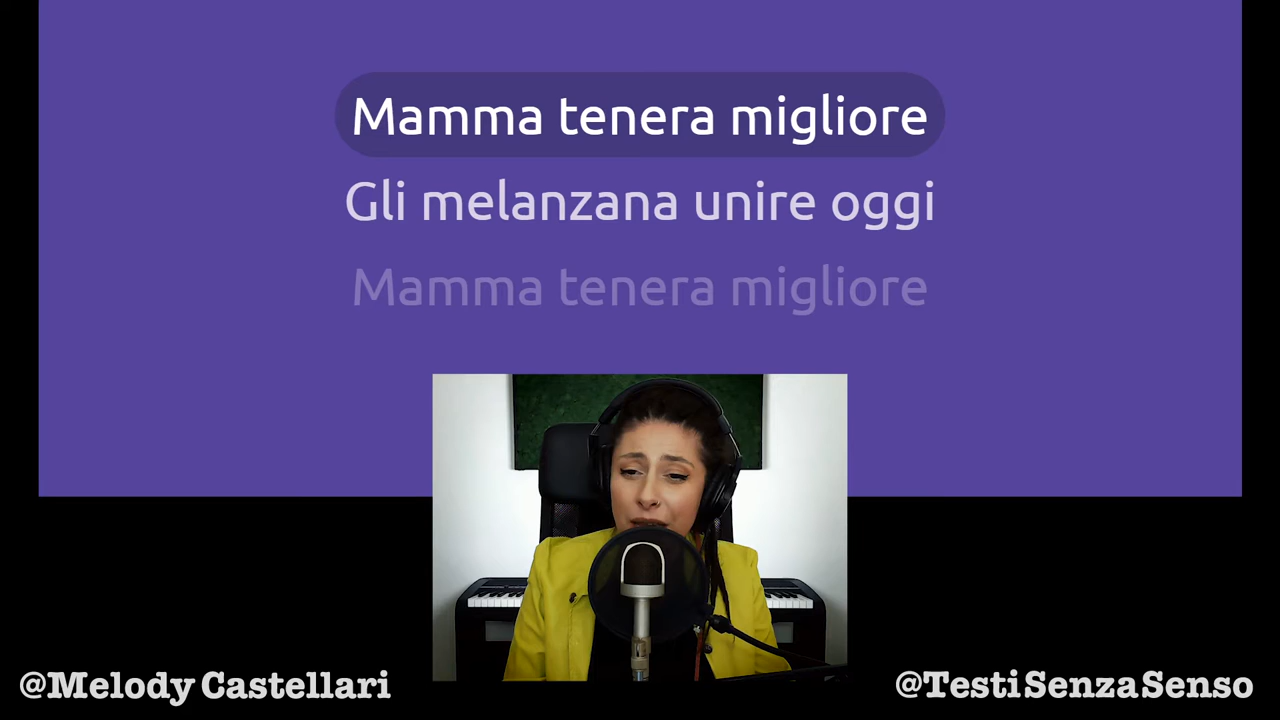 Mamma tenera migliore
Gli melanzana unire oggi
Mamma tenera migliore
@Melody Castellari
@TestiSenzaSenso